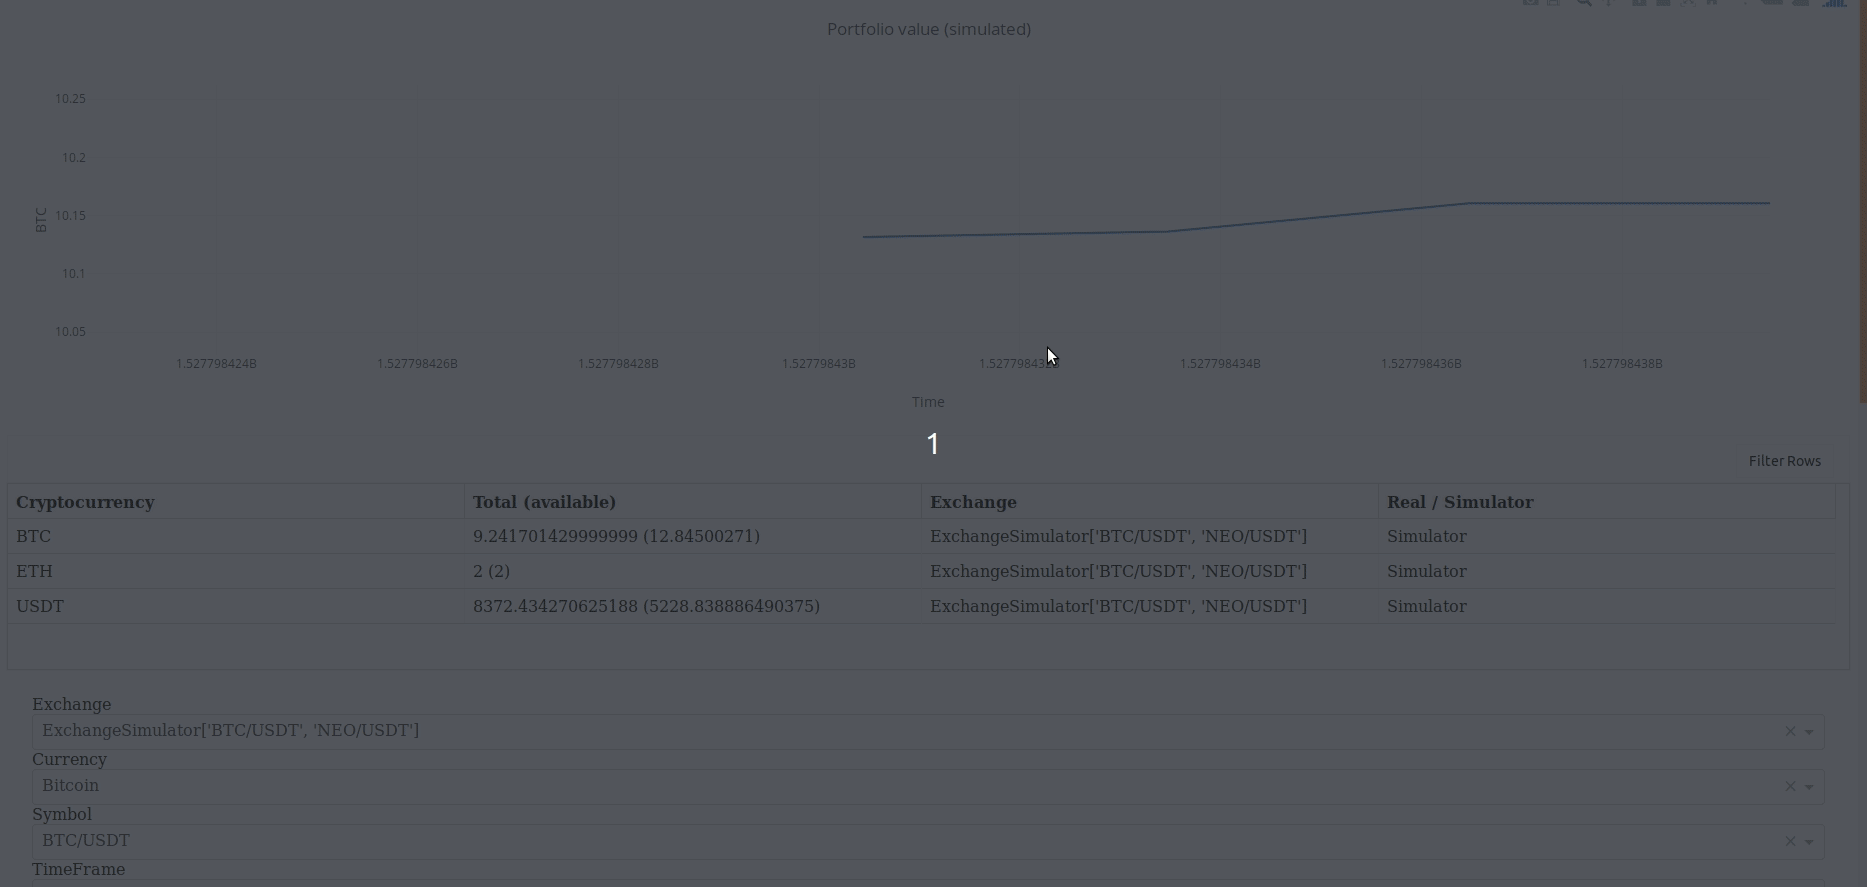 Portfolio value (simulated)
10.25
10.2
10.15
10.1
10.05
BTC
1.527798424B 1.527798426B 1.527798428B 1.52779843B 1.527798432B 1.527798434B 1.527798436B 1.527798438B
Time
1
Filter Rows
Cryptocurrency Total (available) Exchange Real / Simulator
BTC 9.241701429999999 (12.84500271) ExchangeSimulator['BTC/USDT', 'NEO/USDT'] Simulator
ETH 2 (2) ExchangeSimulator['BTC/USDT', 'NEO/USDT'] Simulator
USDT 8372.434270625188 (5228.838886490375) ExchangeSimulator['BTC/USDT', 'NEO/USDT'] Simulator
Exchange
ExchangeSimulator['BTC/USDT', 'NEO/USDT']
Currency
Bitcoin
Symbol
BTC/USDT
TimeFrame